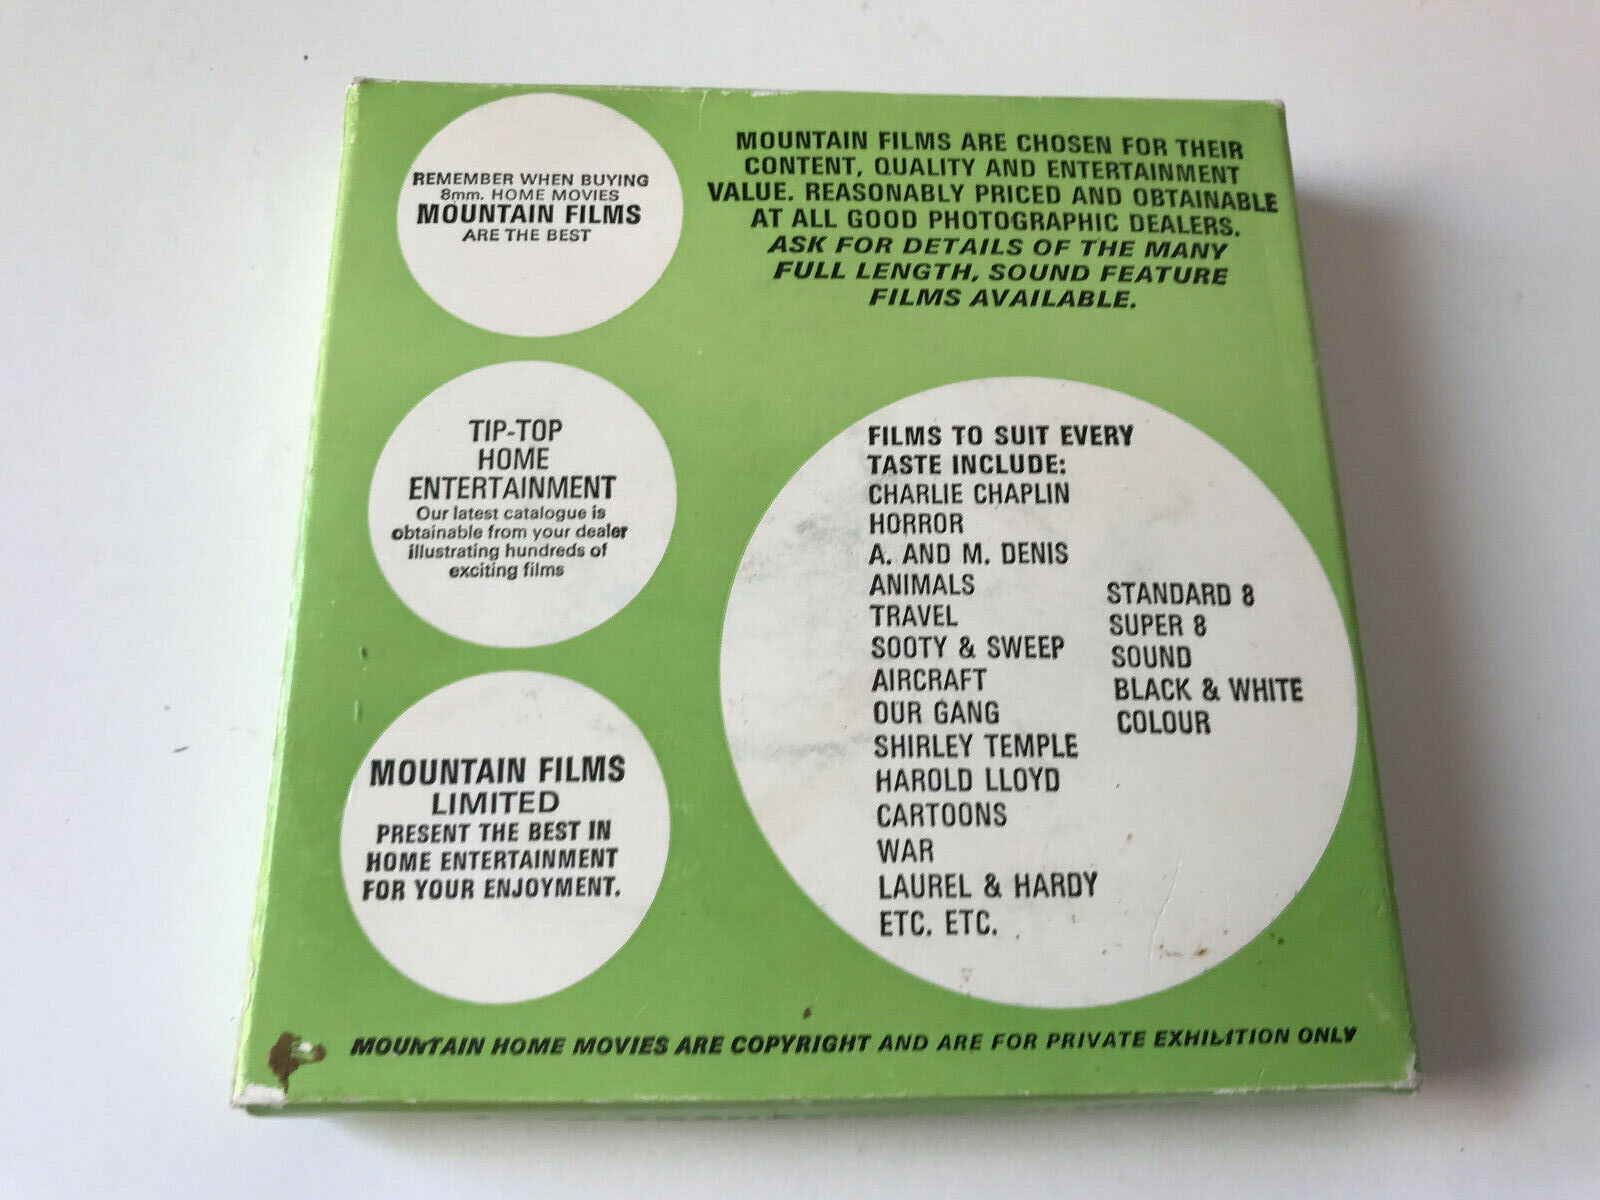 REMEMBER WHEN BUYING
8mm. HOME MOVIES
MOUNTAIN FILMS
ARE THE BEST
MOUNTAIN FILMS ARE CHOSEN FOR THEIR
CONTENT, QUALITY AND ENTERTAINMENT
VALUE. REASONABLY PRICED AND OBTAINABLE
AT ALL GOOD PHOTOGRAPHIC DEALERS.
ASK FOR DETAILS OF THE MANY
FULL LENGTH, SOUND FEATURE
FILMS AVAILABLE.
TIP-TOP
HOME
ENTERTAINMENT
Our latest catalogue is
obtainable from your dealer
illustrating hundreds of
exciting films
MOUNTAIN FILMS
LIMITED
PRESENT THE BEST IN
HOME ENTERTAINMENT
FOR YOUR ENJOYMENT.
FILMS TO SUIT EVERY
TASTE INCLUDE:
CHARLIE CHAPLIN
HORROR
A. AND M. DENIS
ANIMALS
TRAVEL
SOOTY & SWEEP
AIRCRAFT
OUR GANG
SHIRLEY TEMPLE
HAROLD LLOYD
CARTOONS
WAR
LAUREL & HARDY
ETC. ETC.
STANDARD 8
SUPER 8
SOUND
BLACK & WHITE
COLOUR
MOUNTAIN HOME MOVIES ARE COPYRIGHT AND ARE FOR PRIVATE EXHIBITION ONLY